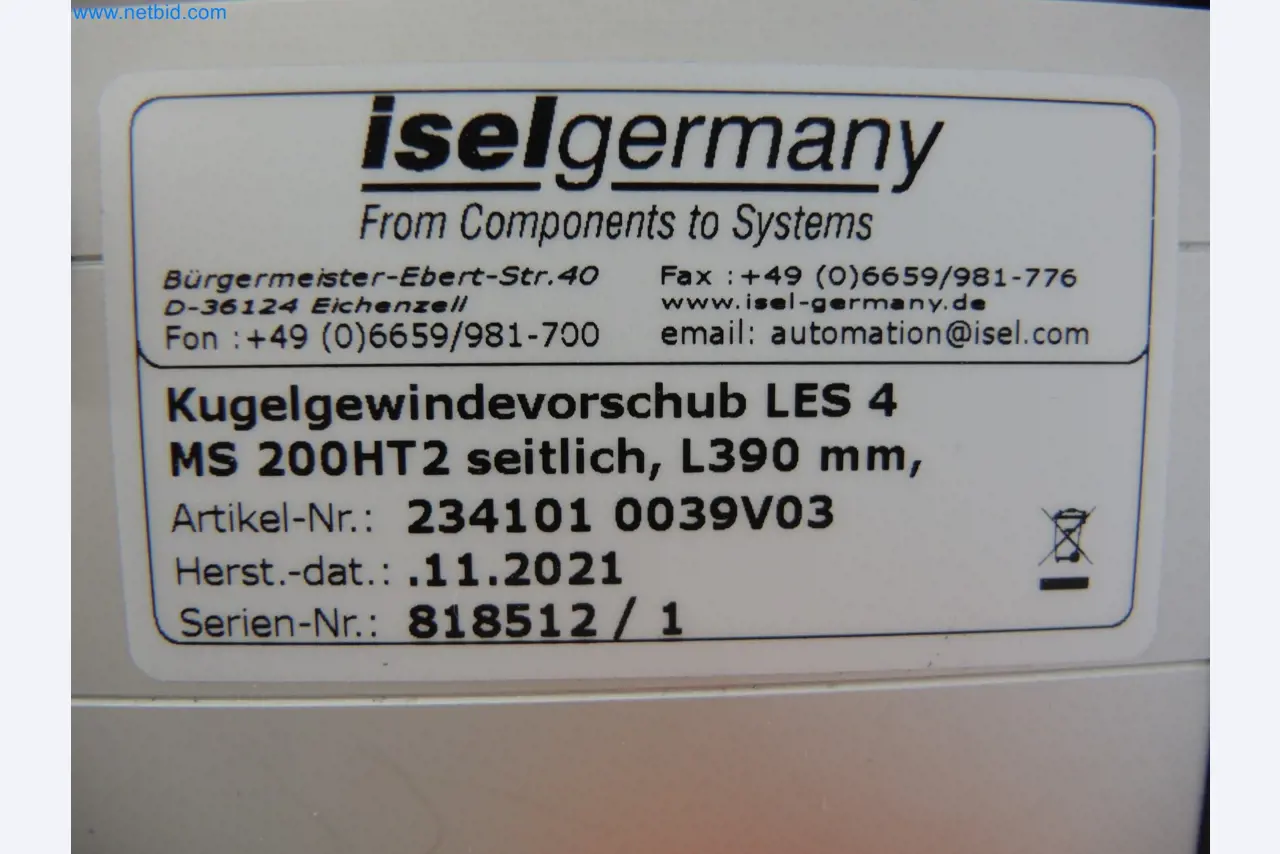 www.netbid.com
iselgermany
From Components to Systems
Bürgermeister-Ebert-Str.40
D-36124 Eichenzell
Fon :+49 (0)6659/981-700
Fax :+49 (0)6659/981-776
www.isel-germany.de
email: automation@isel.com
Kugelgewindevorschub LES 4
MS 200HT2 seitlich, L390 mm,
Artikel-Nr.: 234101 0039V03
Herst.-dat.: .11.2021
Serien-Nr.: 818512 / 1